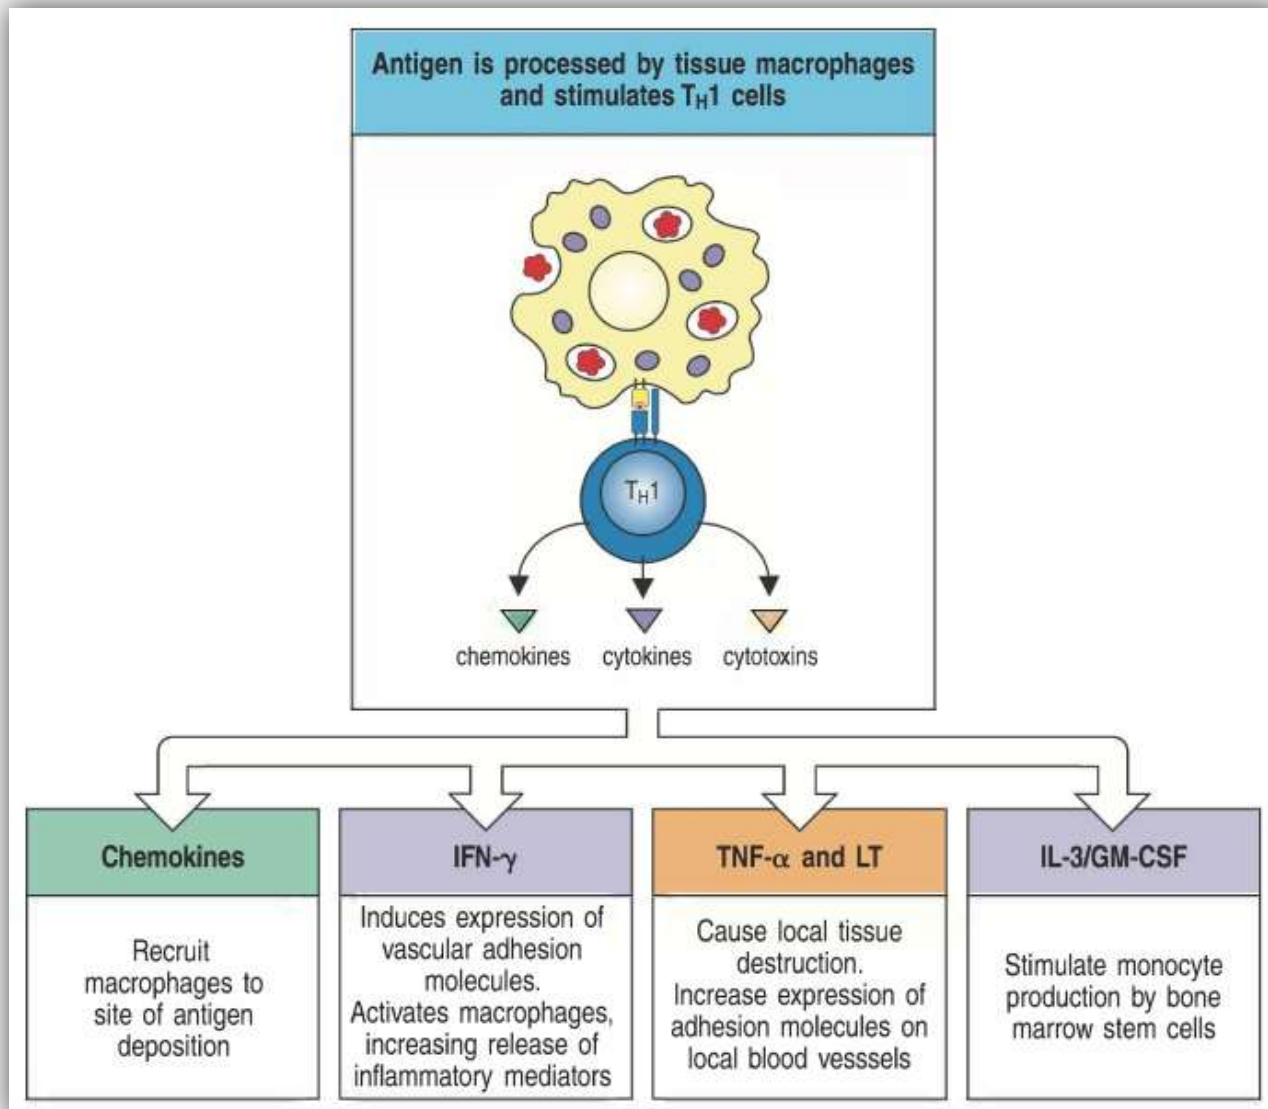 Antigen is processed by tissue macrophages
and stimulates TH1 cells
TH1
chemokines
cytokines
cytotoxins
Chemokines
Recruit
macrophages to
site of antigen
deposition
IFN-γ
Induces expression of
vascular adhesion
molecules.
Activates macrophages,
increasing release of
inflammatory mediators
TNF-α and LT
Cause local tissue
destruction.
Increase expression of
adhesion molecules on
local blood vesssels
IL-3/GM-CSF
Stimulate monocyte
production by bone
marrow stem cells